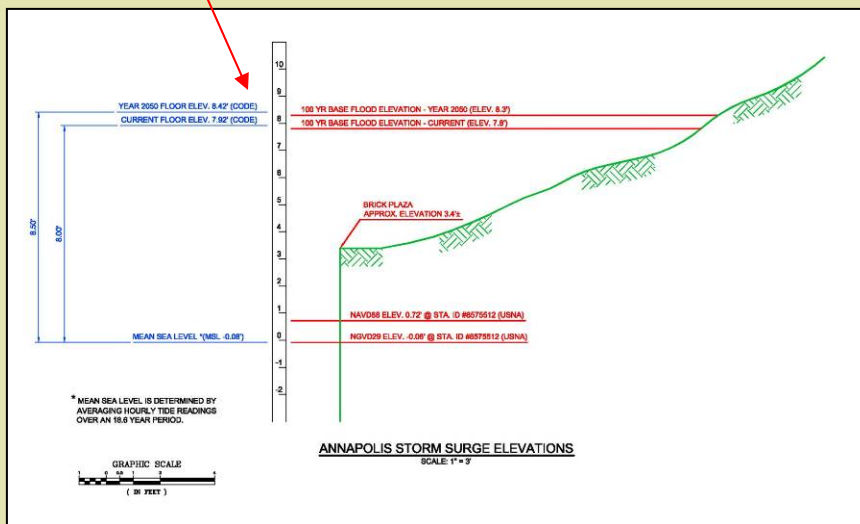 10
9
8
7
6
5
4
3
2
1
0
-1
-2
YEAR 2050 FLOOR ELEV. 8.42' (CODE)
CURRENT FLOOR ELEV. 7.92' (CODE)
8.50'
8.00'
MEAN SEA LEVEL *(MSL -0.08')
100 YR BASE FLOOD ELEVATION - YEAR 2050 (ELEV. 8.3')
100 YR BASE FLOOD ELEVATION - CURRENT (ELEV. 7.8')
BRICK PLAZA
APPROX. ELEVATION 3.4'±
NAVD88 ELEV. 0.72' @ STA. ID #8575512 (USNA)
NGVD29 ELEV. -0.08' @ STA. ID #8575512 (USNA)
* MEAN SEA LEVEL IS DETERMINED BY
AVERAGING HOURLY TIDE READINGS
OVER AN 18.6 YEAR PERIOD.
ANNAPOLIS STORM SURGE ELEVATIONS
SCALE: 1" = 3'
GRAPHIC SCALE
( IN FEET )